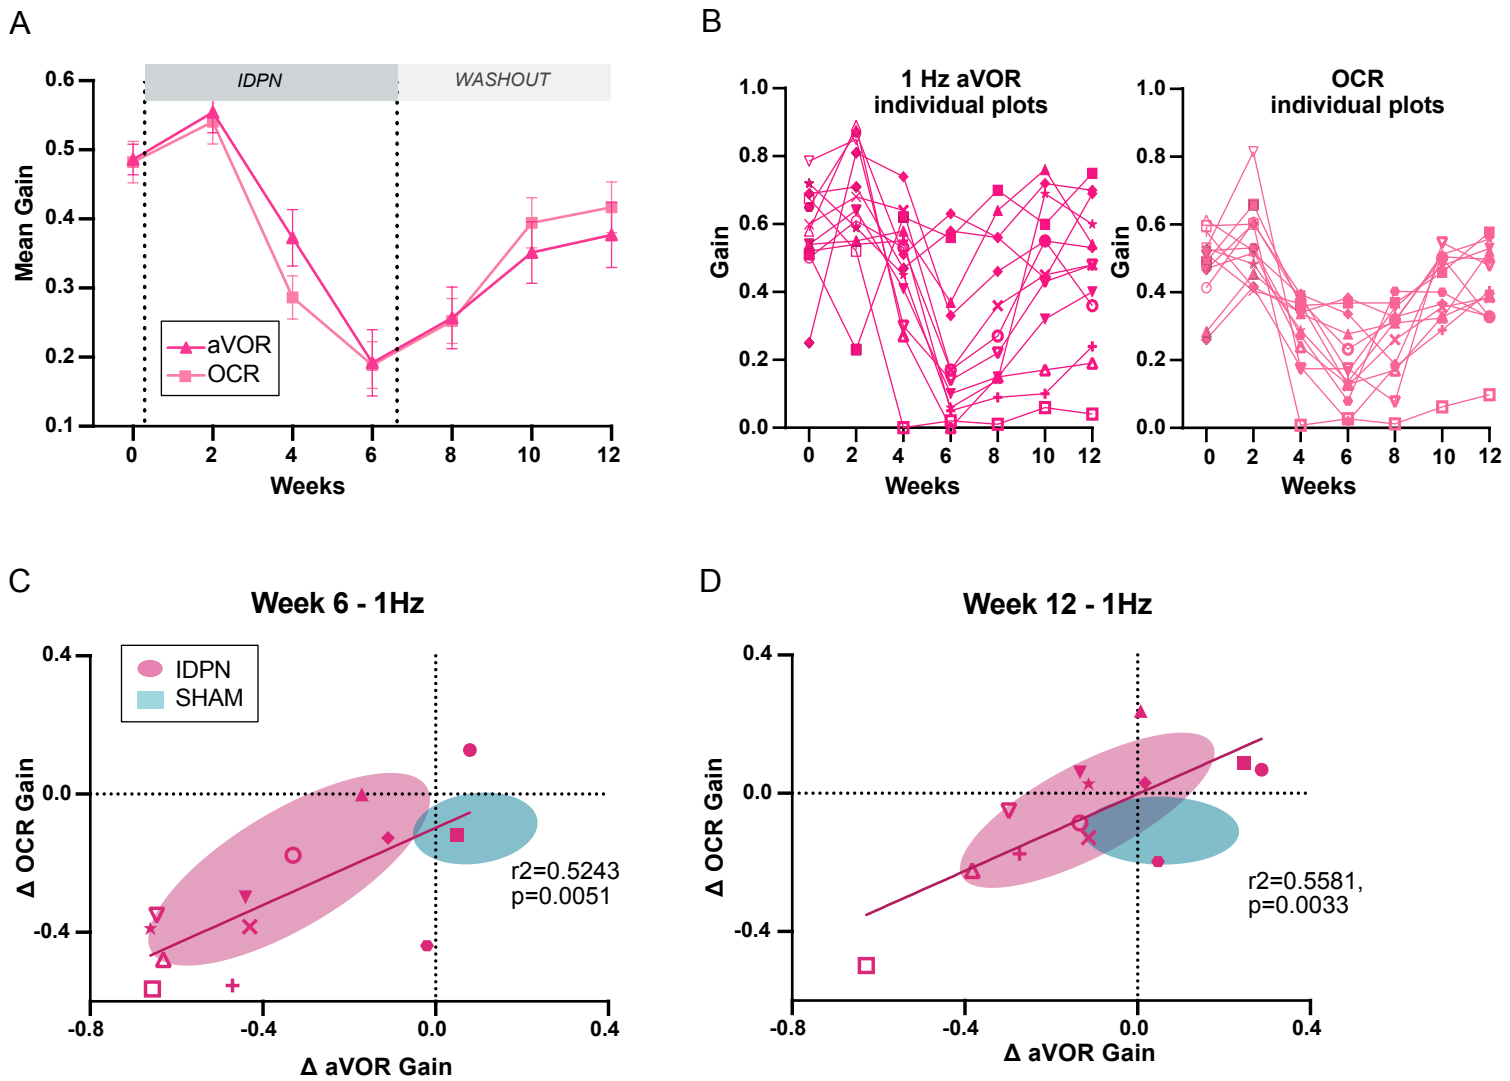 A
IDPN
WASHOUT
0.6
0.5
0.4
0.3
0.2
0.1
Mean Gain
aVOR
OCR
0 2 4 6 8 10 12
Weeks
B
1 Hz aVOR
individual plots
1.0
0.8
0.6
0.4
0.2
0.0
Gain
0 2 4 6 8 10 12
Weeks
OCR
individual plots
1.0
0.8
0.6
0.4
0.2
0.0
Gain
0 2 4 6 8 10 12
Weeks
C
Week 6 - 1Hz
IDPN
SHAM
0.4
0.0
-0.4
Δ OCR Gain
r2=0.5243
p=0.0051
-0.8 -0.4 0.0 0.4
Δ aVOR Gain
D
Week 12 - 1Hz
0.4
0.0
-0.4
Δ OCR Gain
r2=0.5581,
p=0.0033
-0.8 -0.4 0.0 0.4
Δ aVOR Gain